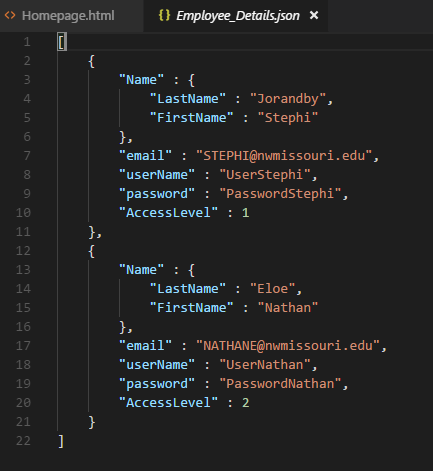 <> Homepage.html {} Employee_Details.json ×
1 [
2     {
3         "Name" : {
4             "LastName" : "Jorandby",
5             "FirstName" : "Stephi"
6         },
7         "email" : "STEPHI@nwmissouri.edu",
8         "userName" : "UserStephi",
9         "password" : "PasswordStephi",
10         "AccessLevel" : 1
11     },
12     {
13         "Name" : {
14             "LastName" : "Eloe",
15             "FirstName" : "Nathan"
16         },
17         "email" : "NATHANE@nwmissouri.edu",
18         "userName" : "UserNathan",
19         "password" : "PasswordNathan",
20         "AccessLevel" : 2
21     }
22 ]